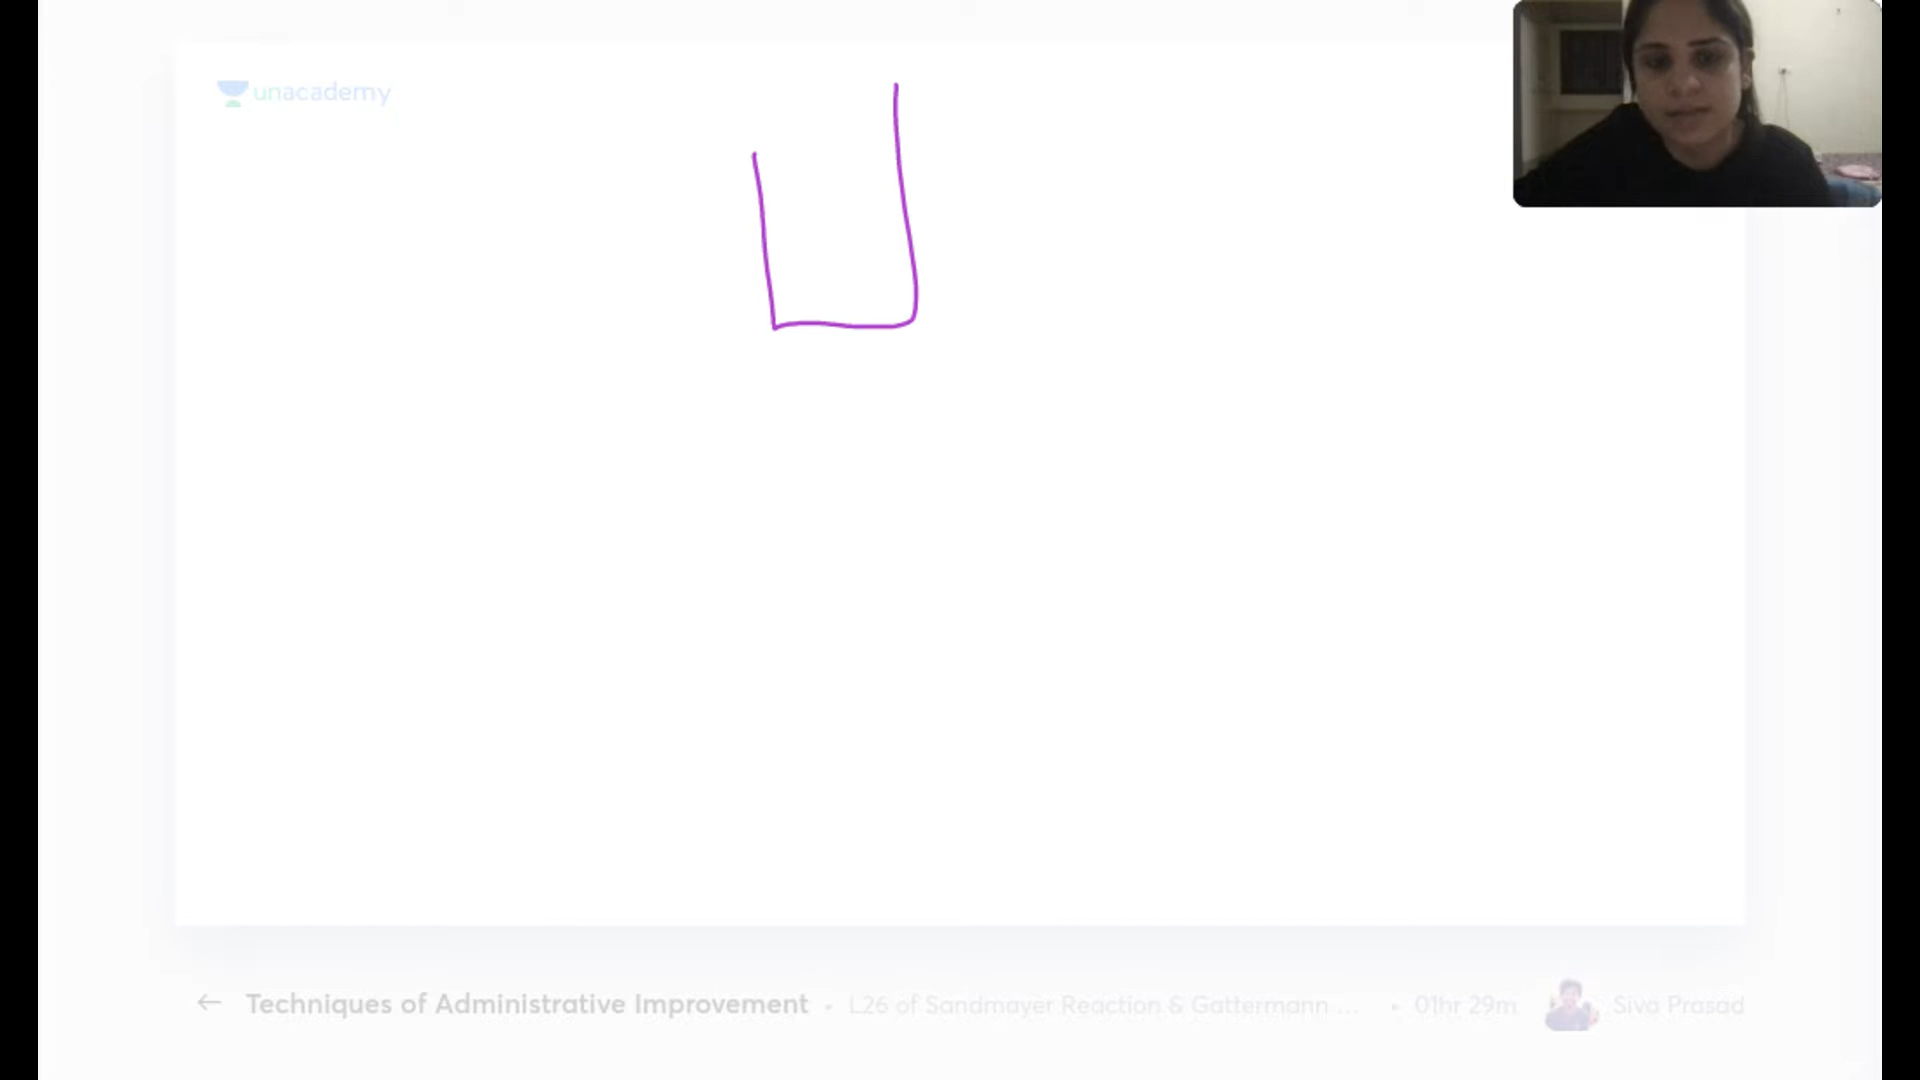 unacademy
← Techniques of Administrative Improvement • L26 of Sandmayer Reaction & Gattermann ... • 01hr 29m Siva Prasad